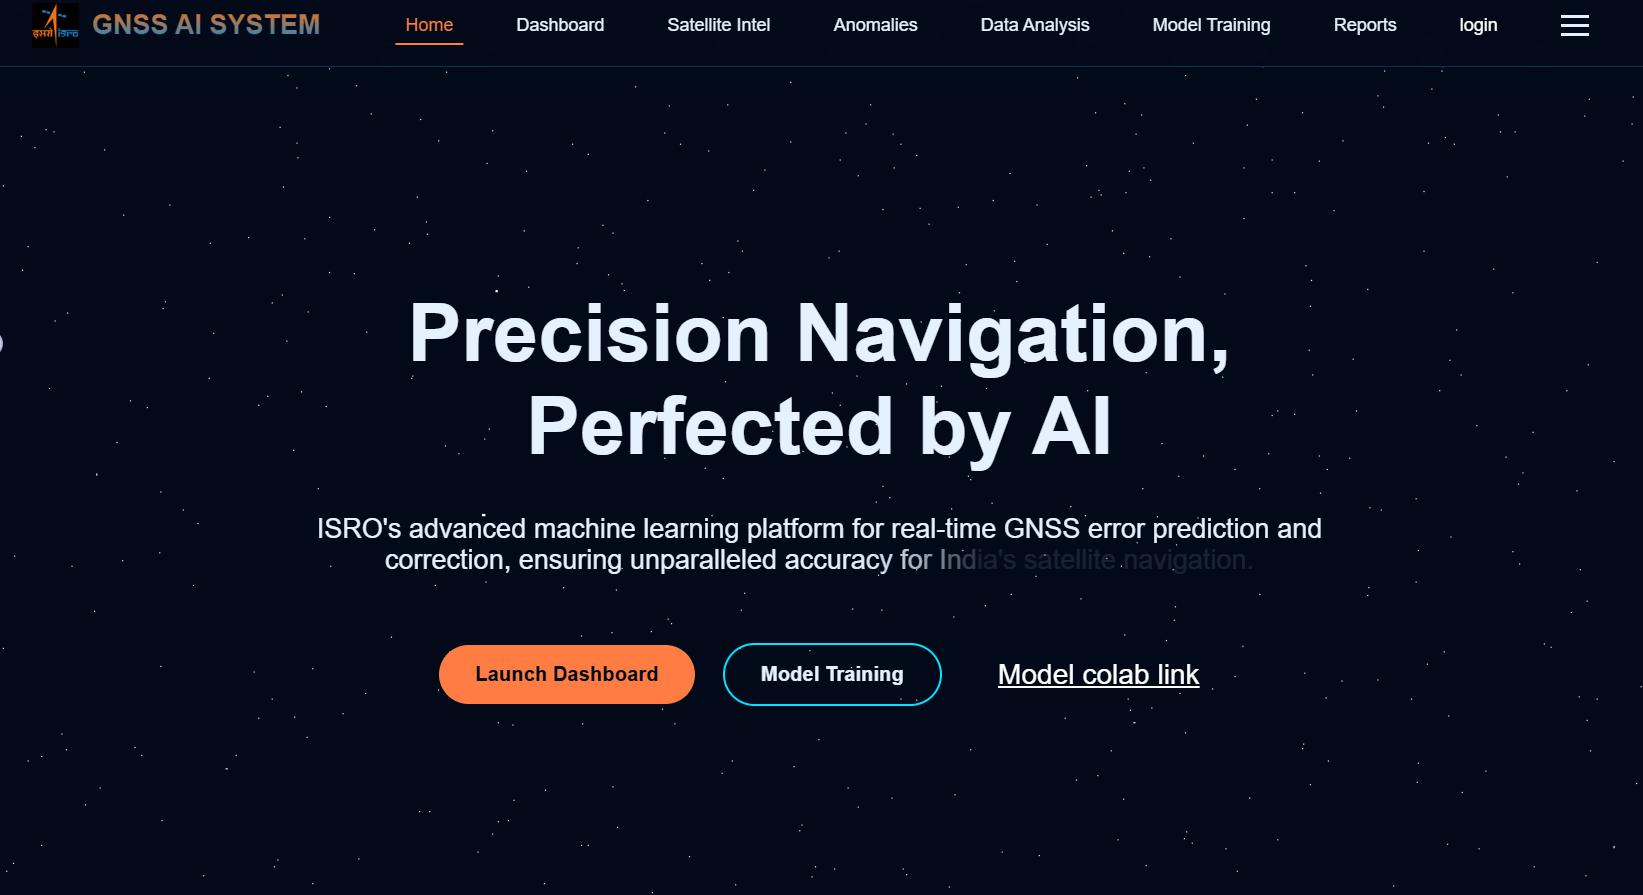 इसरो isro
GNSS AI SYSTEM
Home
Dashboard
Satellite Intel
Anomalies
Data Analysis
Model Training
Reports
login
Precision Navigation,
Perfected by AI
ISRO's advanced machine learning platform for real-time GNSS error prediction and
correction, ensuring unparalleled accuracy for India's satellite navigation.
Launch Dashboard
Model Training
Model colab link